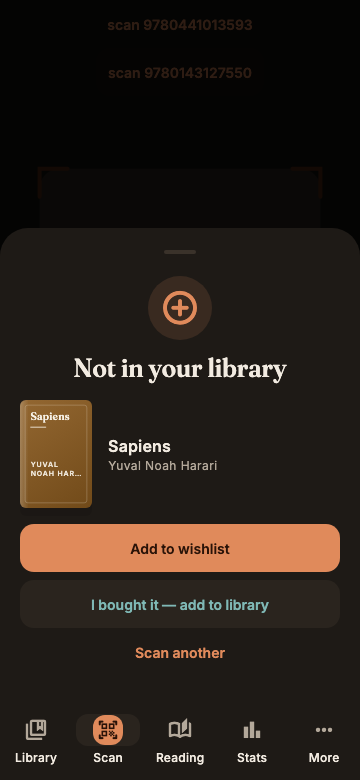 scan 9780441013593
scan 9780143127550
Not in your library
Sapiens
YUVAL
NOAH HAR...
Sapiens
Yuval Noah Harari
Add to wishlist
I bought it — add to library
Scan another
Library
Scan
Reading
Stats
More